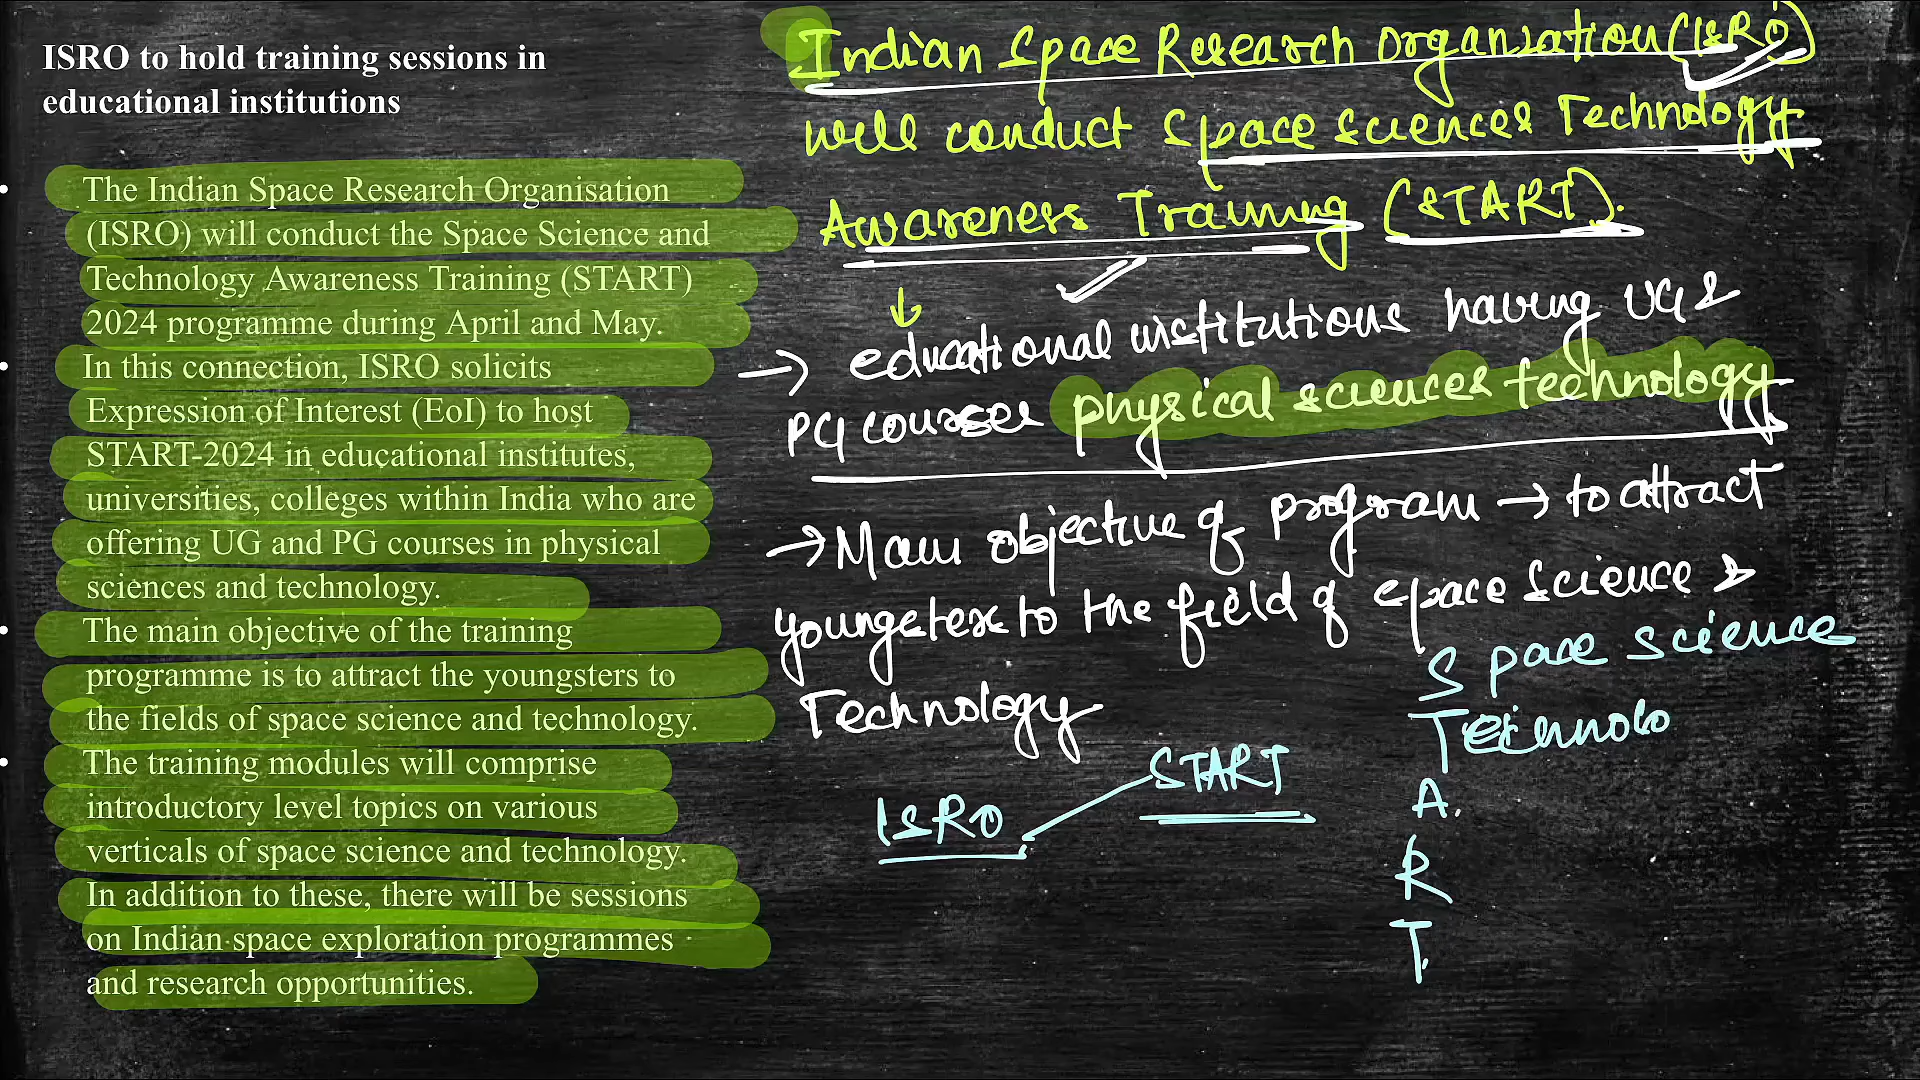 ISRO to hold training sessions in
educational institutions
The Indian Space Research Organisation
(ISRO) will conduct the Space Science and
Technology Awareness Training (START)
2024 programme during April and May.
In this connection, ISRO solicits
Expression of Interest (EoI) to host
START-2024 in educational institutes,
universities, colleges within India who are
offering UG and PG courses in physical
sciences and technology.
The main objective of the training
programme is to attract the youngsters to
the fields of space science and technology.
The training modules will comprise
introductory level topics on various
verticals of space science and technology.
In addition to these, there will be sessions
on Indian space exploration programmes
and research opportunities.
Indian Space Research Organisation (ISRO)
will conduct Space Sciences Technology
Awareness Training (START).
→ educational institutions having UG &
PG courses physical sciences technology
→ Main objective of program → to attract
youngsters to the field of space science &
Technology
ISRO START
Space science
Technolo
A.
R
T.